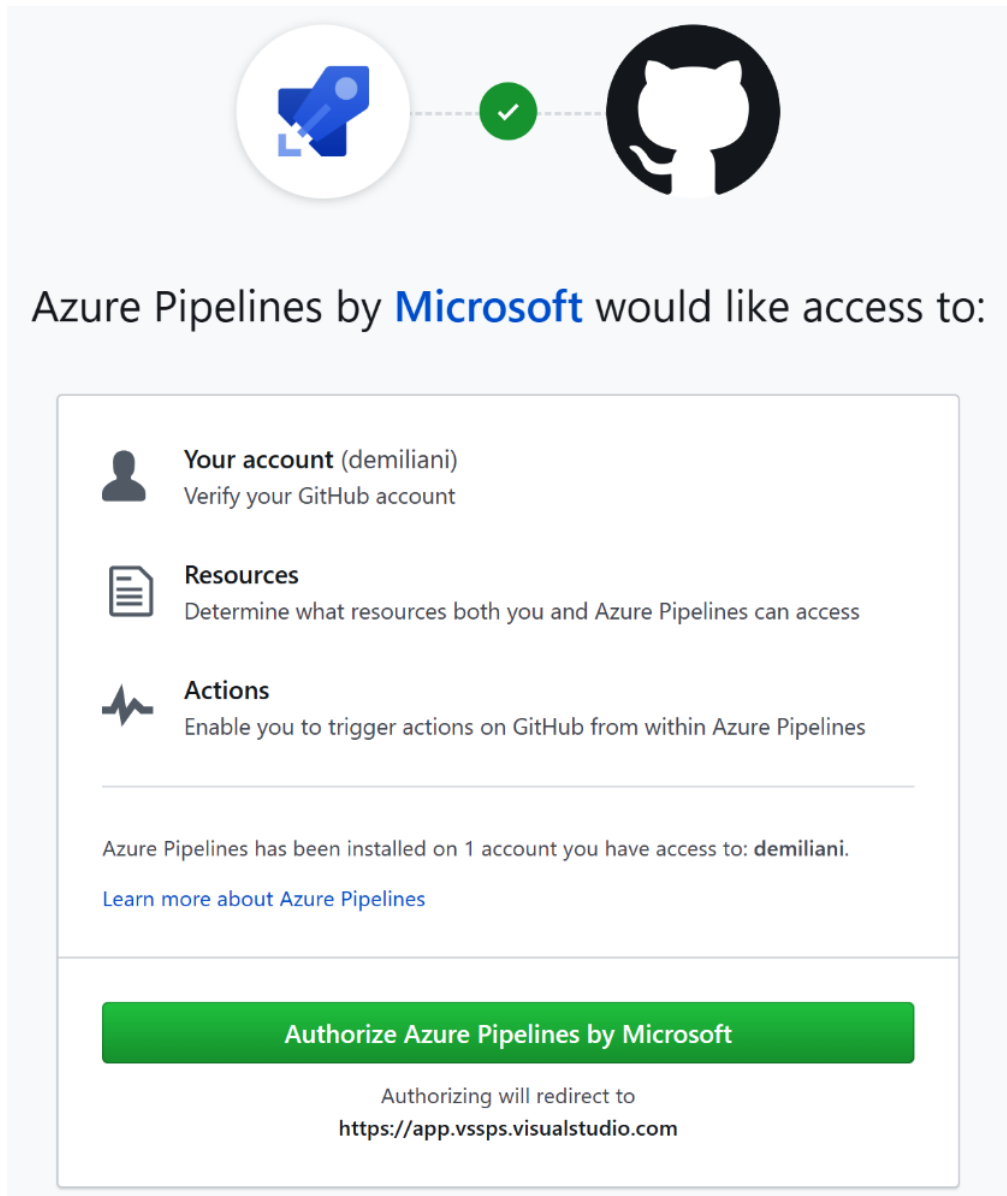 Azure Pipelines by Microsoft would like access to:
Your account (demiliani)
Verify your GitHub account
Resources
Determine what resources both you and Azure Pipelines can access
Actions
Enable you to trigger actions on GitHub from within Azure Pipelines
Azure Pipelines has been installed on 1 account you have access to: demiliani.
Learn more about Azure Pipelines
Authorize Azure Pipelines by Microsoft
Authorizing will redirect to
https://app.vssps.visualstudio.com